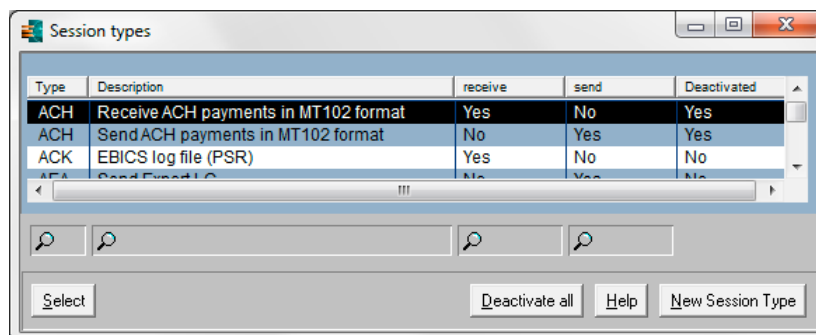 Session types
Type Description receive send Deactivated
ACH Receive ACH payments in MT102 format Yes No Yes
ACH Send ACH payments in MT102 format No Yes Yes
ACK EBICS log file (PSR) Yes No No
Select Deactivate all Help New Session Type